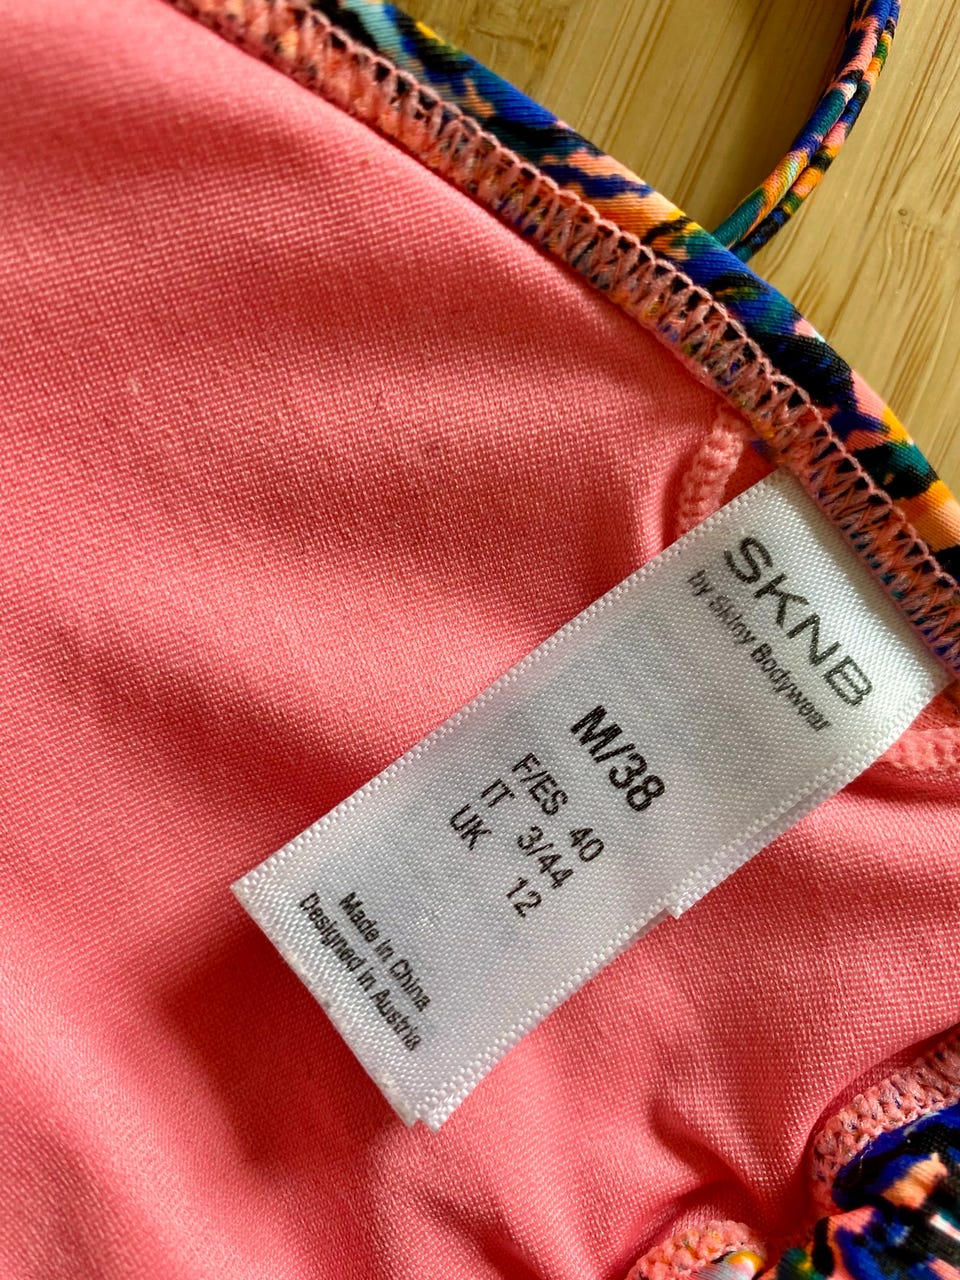 SKNB
by Skiny Bodywear
M/38
F/ES 40
IT 3/44
UK 12
Made in China
Designed in Austria